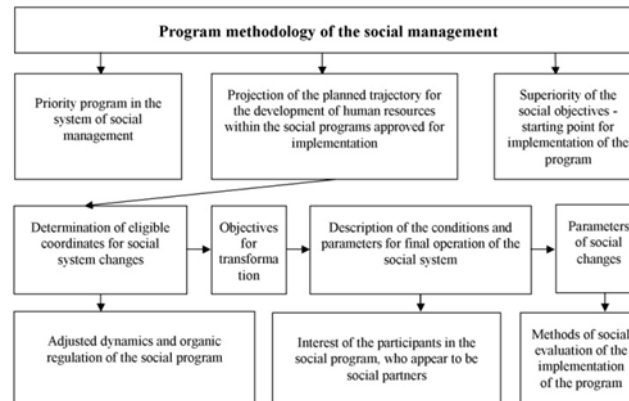 Program methodology of the social management
Priority program in the
system of social
management
Projection of the planned trajectory for
the development of human resources
within the social programs approved for
implementation
Superiority of the
social objectives -
starting point for
implementation of the
program
Determination of eligible
coordinates for social
system changes
Objectives
for
transforma
tion
Description of the conditions and
parameters for final operation of the
social system
Parameters
of social
changes
Adjusted dynamics and organic
regulation of the social program
Interest of the participants in the
social program, who appear to be
social partners
Methods of social
evaluation of the
implementation
of the program